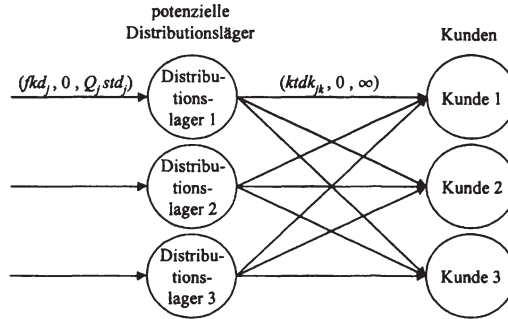 potenzielle
Distributionsläger
Kunden
(fkd_j, 0, Q_j std_j)
Distribu-
tions-
lager 1
(ktdk_jk, 0, ∞)
Kunde 1
Distribu-
tions-
lager 2
Kunde 2
Distribu-
tions-
lager 3
Kunde 3